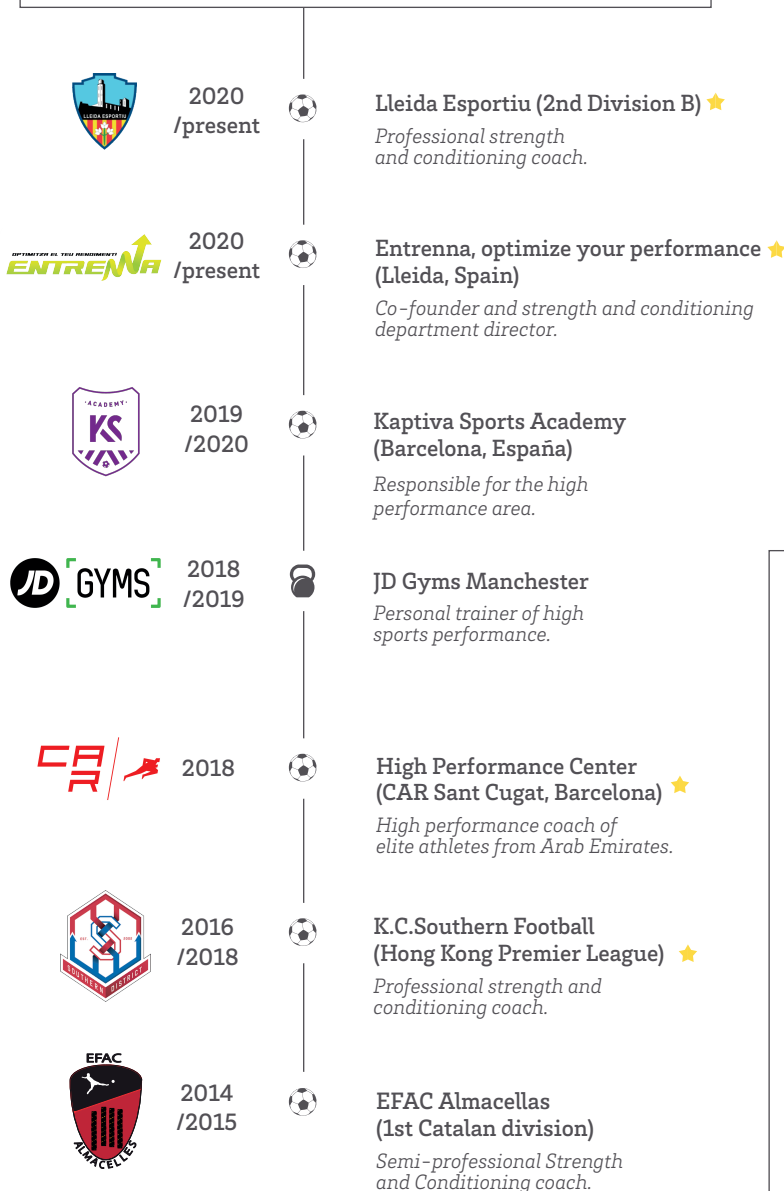 LLEIDA ESPORTIU
2020
/present
Lleida Esportiu (2nd Division B)
Professional strength
and conditioning coach.
OPTIMITZA EL TEU RENDIMENT!
ENTRENNA
2020
/present
Entrenna, optimize your performance
(Lleida, Spain)
Co-founder and strength and conditioning
department director.
·ACADEMY·
KS
2019
/2020
Kaptiva Sports Academy
(Barcelona, España)
Responsible for the high
performance area.
JD GYMS
2018
/2019
JD Gyms Manchester
Personal trainer of high
sports performance.
CAR
2018
High Performance Center
(CAR Sant Cugat, Barcelona)
High performance coach of
elite athletes from Arab Emirates.
SOUTHERN DISTRICT
2016
/2018
K.C.Southern Football
(Hong Kong Premier League)
Professional strength and
conditioning coach.
EFAC
ALMACELLES
2014
/2015
EFAC Almacellas
(1st Catalan division)
Semi-professional Strength
and Conditioning coach.